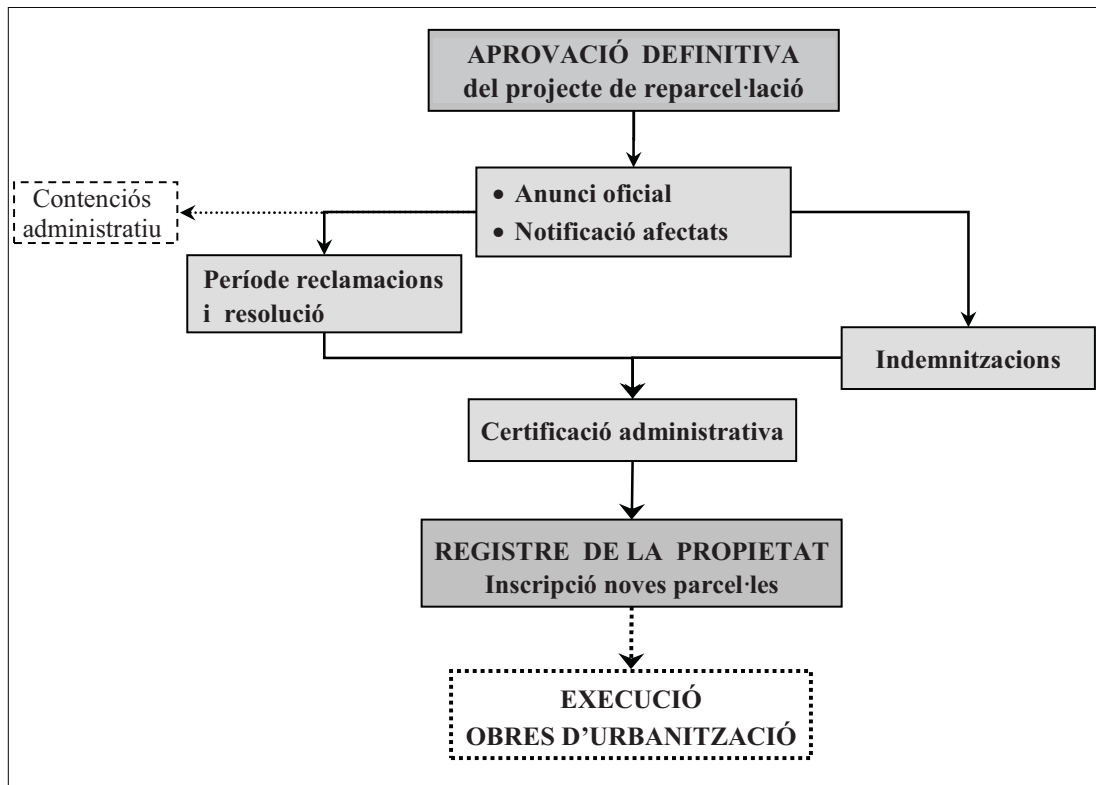 APROVACIÓ DEFINITIVA
del projecte de reparcel·lació
• Anunci oficial
• Notificació afectats
Contenciós
administratiu
Període reclamacions
i resolució
Indemnitzacions
Certificació administrativa
REGISTRE DE LA PROPIETAT
Inscripció noves parcel·les
EXECUCIÓ
OBRES D’URBANITZACIÓ